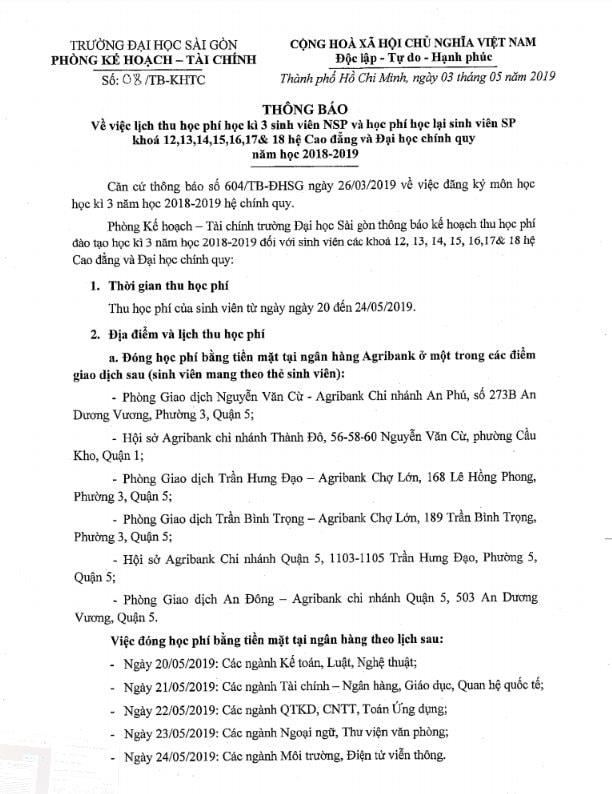 TRƯỜNG ĐẠI HỌC SÀI GÒN
PHÒNG KẾ HOẠCH – TÀI CHÍNH
Số: 08/TB-KHTC
CỘNG HOÀ XÃ HỘI CHỦ NGHĨA VIỆT NAM
Độc lập - Tự do - Hạnh phúc
Thành phố Hồ Chí Minh, ngày 03 tháng 05 năm 2019
THÔNG BÁO
Về việc lịch thu học phí học kì 3 sinh viên NSP và học phí học lại sinh viên SP
khoá 12,13,14,15,16,17& 18 hệ Cao đẳng và Đại học chính quy
năm học 2018-2019
Căn cứ thông báo số 604/TB-ĐHSG ngày 26/03/2019 về việc đăng ký môn học
học kì 3 năm học 2018-2019 hệ chính quy.
Phòng Kế hoạch – Tài chính trường Đại học Sài gòn thông báo kế hoạch thu học phí
đào tạo học kì 3 năm học 2018-2019 đối với sinh viên các khoá 12, 13, 14, 15, 16,17& 18 hệ
Cao đẳng và Đại học chính quy:
1. Thời gian thu học phí
Thu học phí của sinh viên từ ngày ngày 20 đến 24/05/2019.
2. Địa điểm và lịch thu học phí
a. Đóng học phí bằng tiền mặt tại ngân hàng Agribank ở một trong các điểm
giao dịch sau (sinh viên mang theo thẻ sinh viên):
- Phòng Giao dịch Nguyễn Văn Cừ - Agribank Chi nhánh An Phú, số 273B An
Dương Vương, Phường 3, Quận 5;
- Hội sở Agribank chi nhánh Thành Đô, 56-58-60 Nguyễn Văn Cừ, phường Cầu
Kho, Quận 1;
- Phòng Giao dịch Trần Hưng Đạo – Agribank Chợ Lớn, 168 Lê Hồng Phong,
Phường 3, Quận 5;
- Phòng Giao dịch Trần Bình Trọng – Agribank Chợ Lớn, 189 Trần Bình Trọng,
Phường 3, Quận 5;
- Hội sở Agribank Chi nhánh Quận 5, 1103-1105 Trần Hưng Đạo, Phường 5,
Quận 5;
- Phòng Giao dịch An Đông – Agribank chi nhánh Quận 5, 503 An Dương
Vương, Quận 5.
Việc đóng học phí bằng tiền mặt tại ngân hàng theo lịch sau:
- Ngày 20/05/2019: Các ngành Kế toán, Luật, Nghệ thuật;
- Ngày 21/05/2019: Các ngành Tài chính – Ngân hàng, Giáo dục, Quan hệ quốc tế;
- Ngày 22/05/2019: Các ngành QTKD, CNTT, Toán Ứng dụng;
- Ngày 23/05/2019: Các ngành Ngoại ngữ, Thư viện văn phòng;
- Ngày 24/05/2019: Các ngành Môi trường, Điện tử viễn thông.